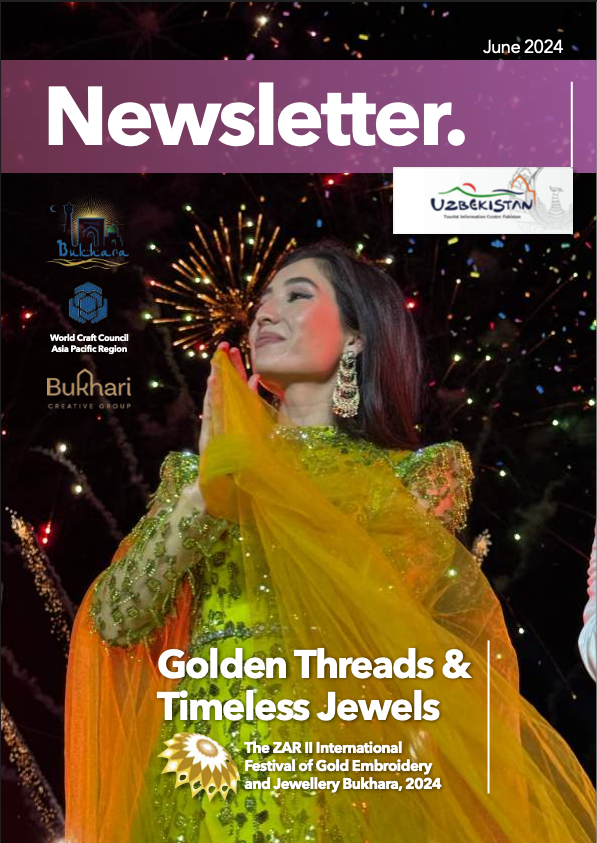 June 2024
Newsletter.
UZBEKISTAN
Tourist Information Centre Pakistan
Bukhara
World Craft Council
Asia Pacific Region
Bukhari
CREATIVE GROUP
Golden Threads &
Timeless Jewels
The ZAR II International
Festival of Gold Embroidery
and Jewellery Bukhara, 2024